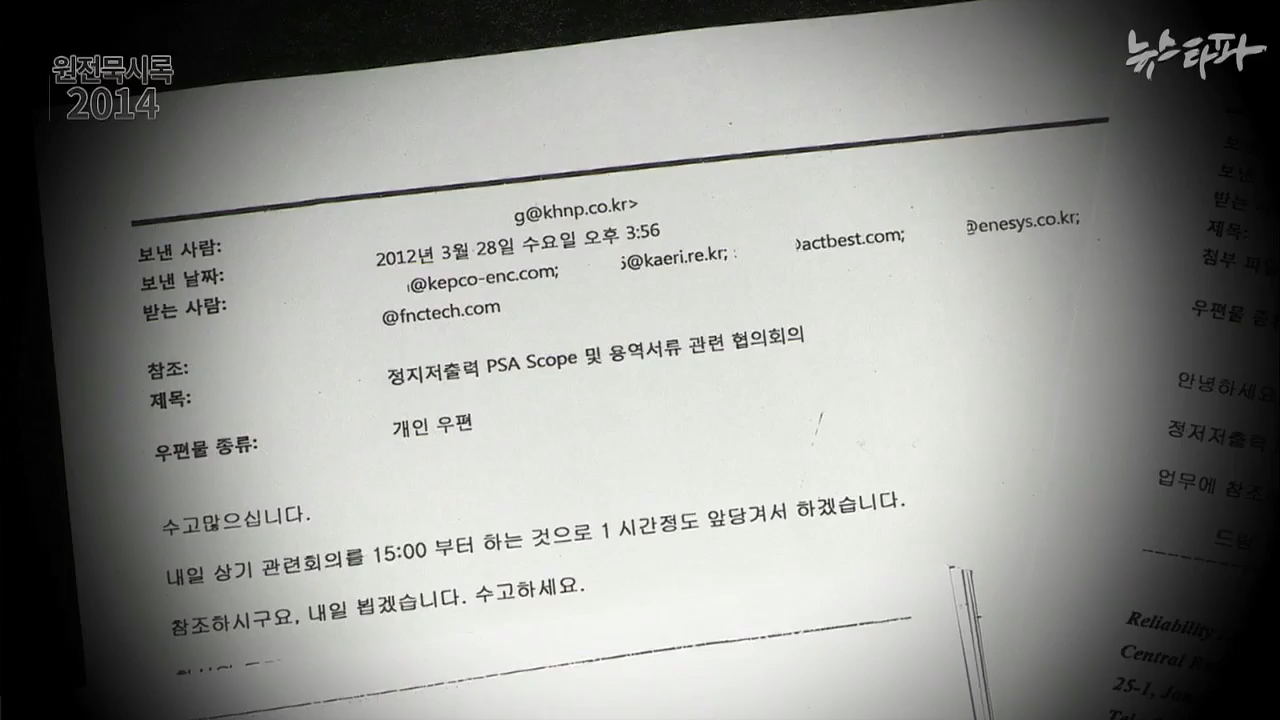 원전묵시록
2014
뉴스타파
보낸 사람: g@khnp.co.kr>
보낸 날짜: 2012년 3월 28일 수요일 오후 3:56
받는 사람: @kepco-enc.com; @kaeri.re.kr; actbest.com; @enesys.co.kr;
@fnctech.com
참조:
제목: 정지저출력 PSA Scope 및 용역서류 관련 협의회의
우편물 종류: 개인 우편
수고많으십니다.
내일 상기 관련회의를 15:00 부터 하는 것으로 1 시간정도 앞당겨서 하겠습니다.
참조하시구요, 내일 뵙겠습니다. 수고하세요.
받는
제목:
첨부
우편물
안녕하세요
정저저출력
업무에 참조
드림
Reliability
Central
25-1,